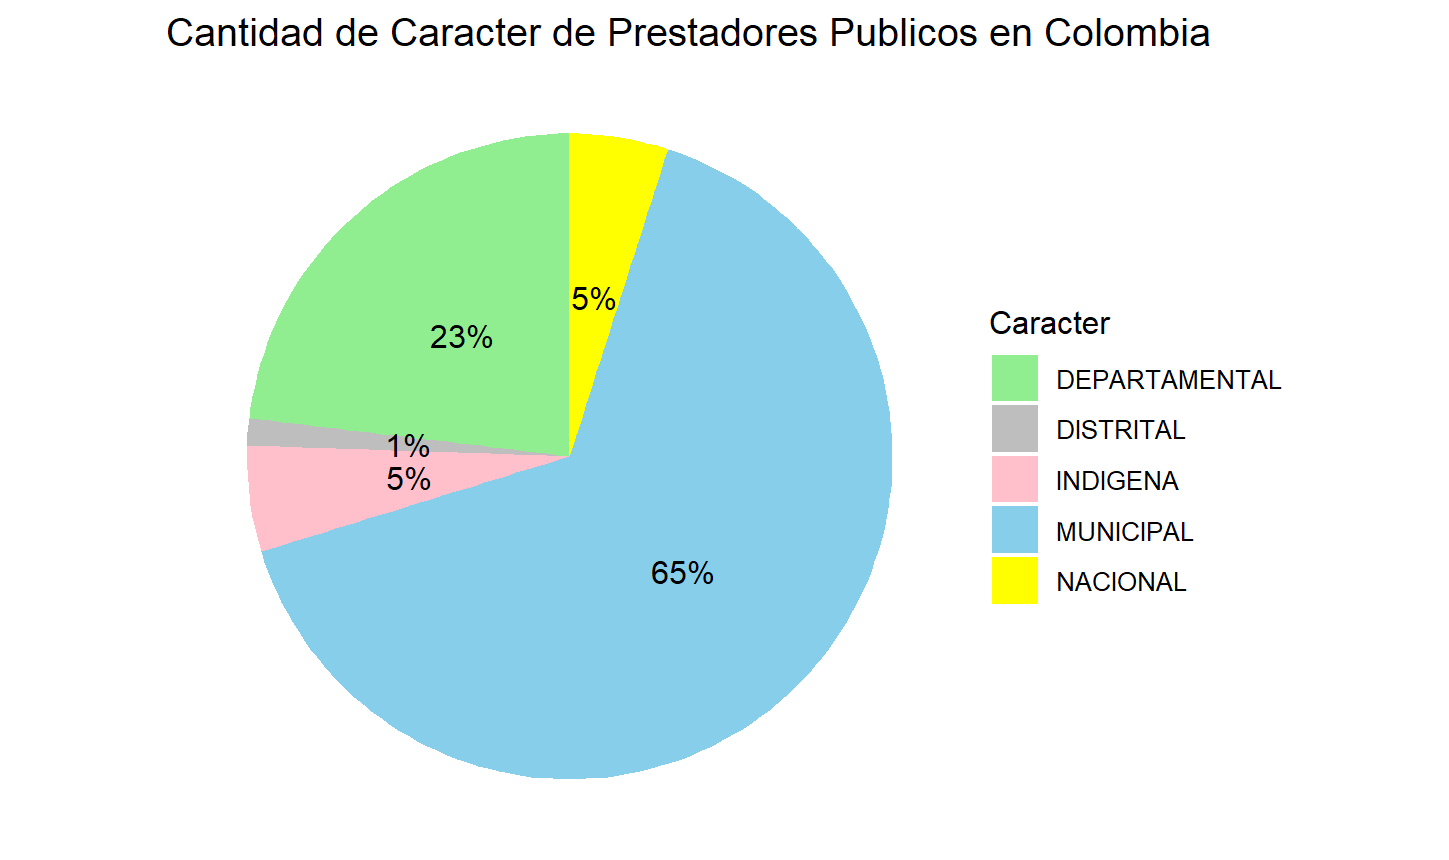 Cantidad de Caracter de Prestadores Publicos en Colombia
5%
23%
1%
5%
65%
Caracter
DEPARTAMENTAL
DISTRITAL
INDIGENA
MUNICIPAL
NACIONAL